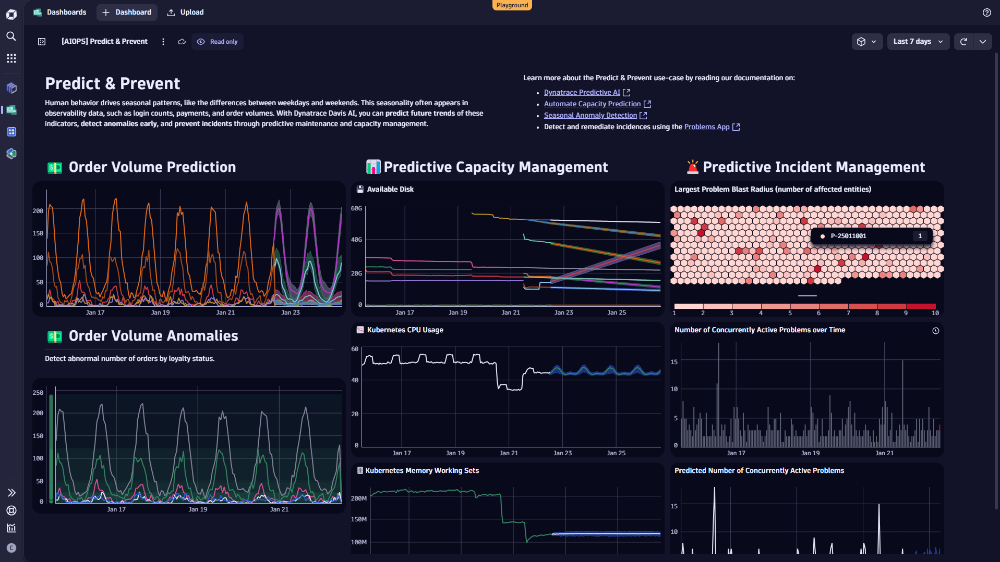 Dashboards
Dashboard
Upload
Playground
[AIOPS] Predict & Prevent
Read only
Last 7 days
Predict & Prevent
Human behavior drives seasonal patterns, like the differences between weekdays and weekends. This seasonality often appears in
observability data, such as login counts, payments, and order volumes. With Dynatrace Davis AI, you can predict future trends of these
indicators, detect anomalies early, and prevent incidents through predictive maintenance and capacity management.
Learn more about the Predict & Prevent use-case by reading our documentation on:
Dynatrace Predictive AI
Automate Capacity Prediction
Seasonal Anomaly Detection
Detect and remediate incidences using the Problems App
Order Volume Prediction
200
150
100
50
0
Jan 17
Jan 19
Jan 21
Jan 23
Order Volume Anomalies
Detect abnormal number of orders by loyalty status.
250
200
150
100
50
0
Jan 17
Jan 19
Jan 21
Predictive Capacity Management
Available Disk
60G
40G
20G
0
Jan 17
Jan 19
Jan 21
Jan 23
Jan 25
Kubernetes CPU Usage
60
40
20
0
Jan 17
Jan 19
Jan 21
Jan 23
Jan 25
Kubernetes Memory Working Sets
200M
150M
100M
Predictive Incident Management
Largest Problem Blast Radius (number of affected entities)
P-25011001
1
1
2
3
4
5
6
7
8
9
10
Number of Concurrently Active Problems over Time
15
10
5
0
Jan 17
Jan 19
Jan 21
Predicted Number of Concurrently Active Problems
15
10
C